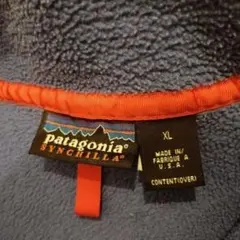 patagonia
SYNCHILLA
XL
MADE IN/
FABRIQUE A
U.S.
CONTENT(OVER)